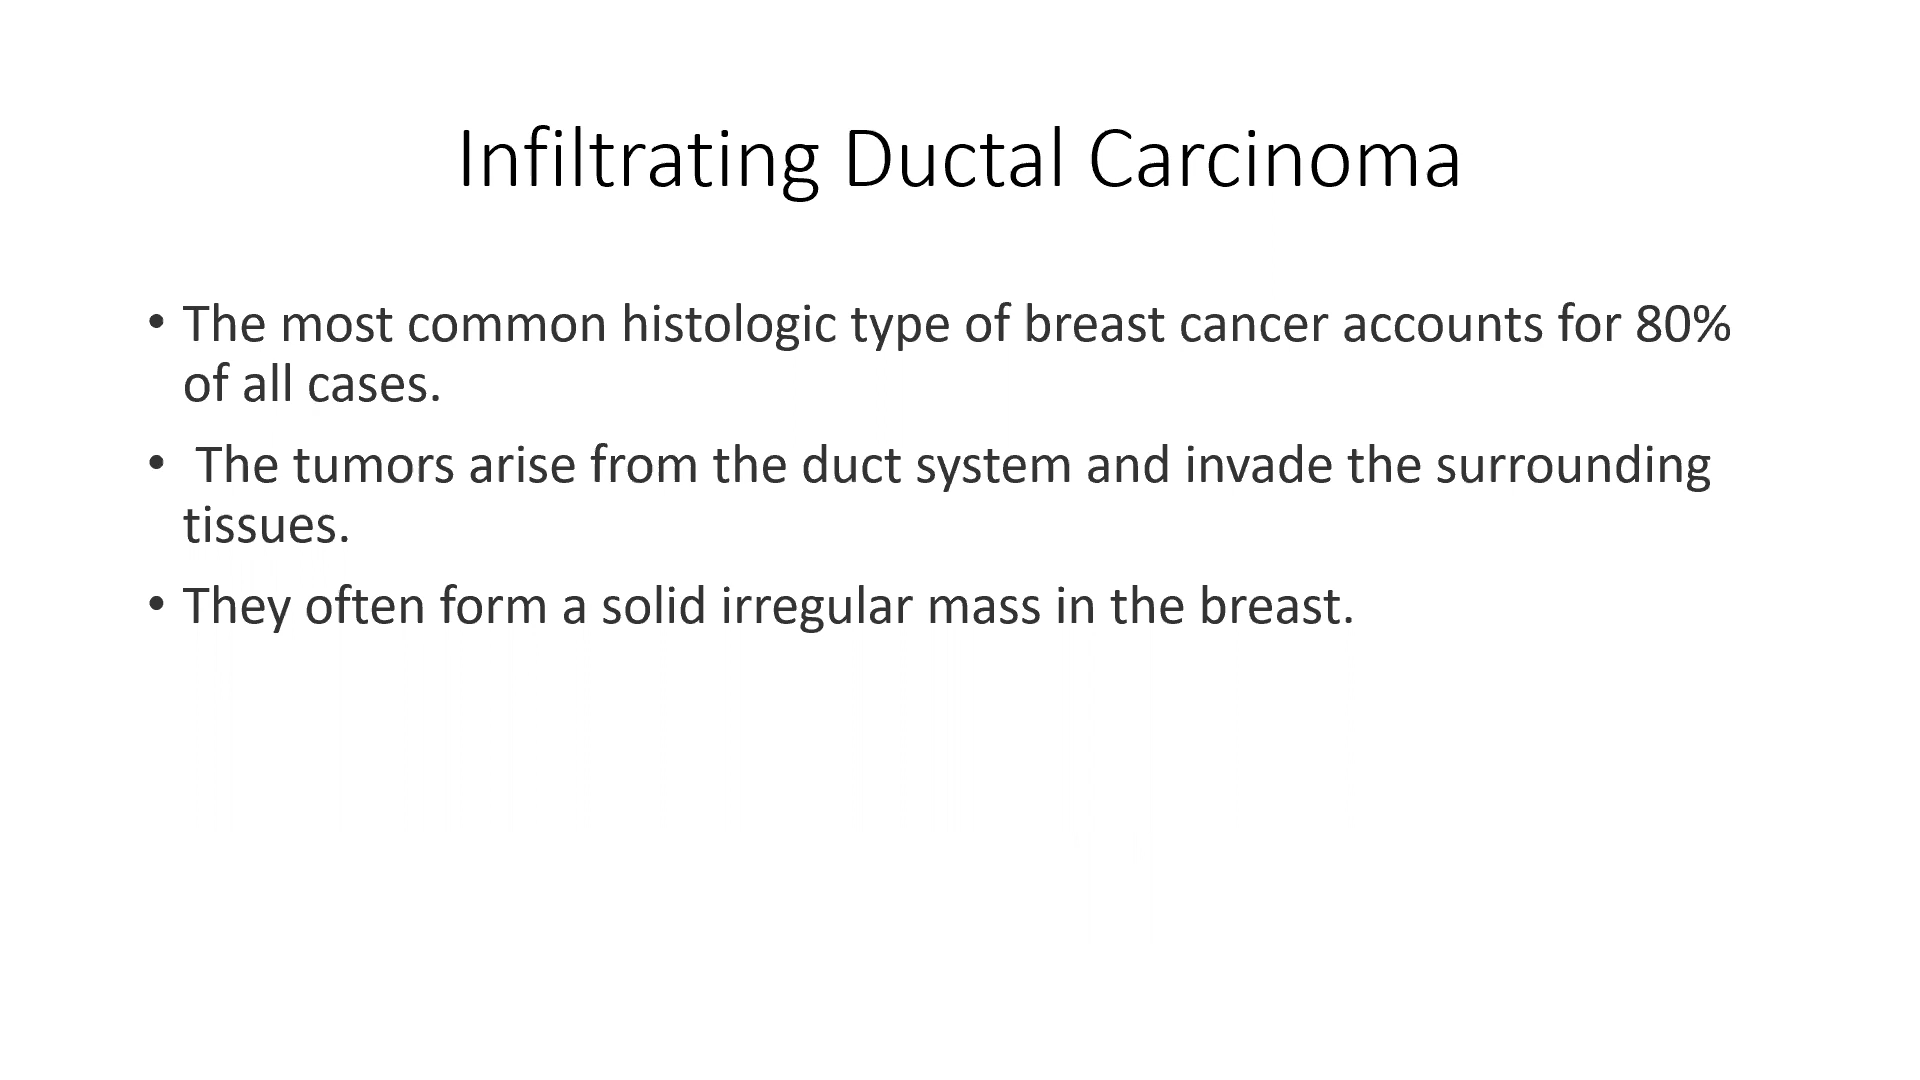 Infiltrating Ductal Carcinoma
• The most common histologic type of breast cancer accounts for 80%
of all cases.
• The tumors arise from the duct system and invade the surrounding
tissues.
• They often form a solid irregular mass in the breast.